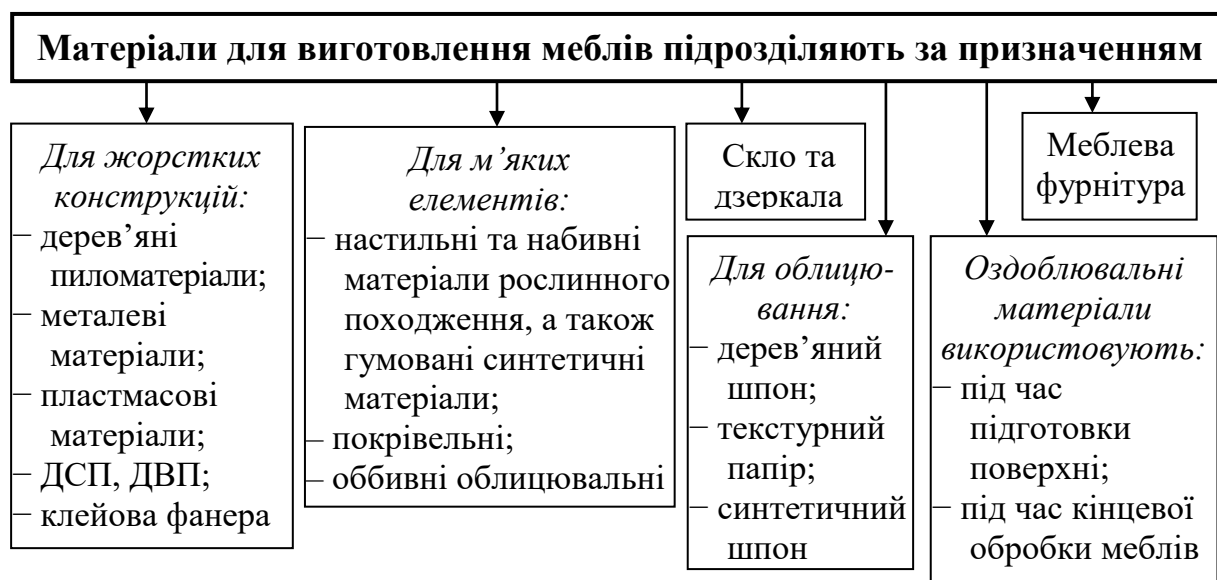 Матеріали для виготовлення меблів підрозділяють за призначенням
Для жорстких
конструкцій:
– дерев’яні
пиломатеріали;
– металеві
матеріали;
– пластмасові
матеріали;
– ДСП, ДВП;
– клейова фанера
Для м’яких
елементів:
– настильні та набивні
матеріали рослинного
походження, а також
гумовані синтетичні
матеріали;
– покрівельні;
– оббивні облицювальні
Скло та
дзеркала
Меблева
фурнітура
Для облицю-
вання:
– дерев’яний
шпон;
– текстурний
папір;
– синтетичний
шпон
Оздоблювальні
матеріали
використовують:
– під час
підготовки
поверхні;
– під час кінцевої
обробки меблів